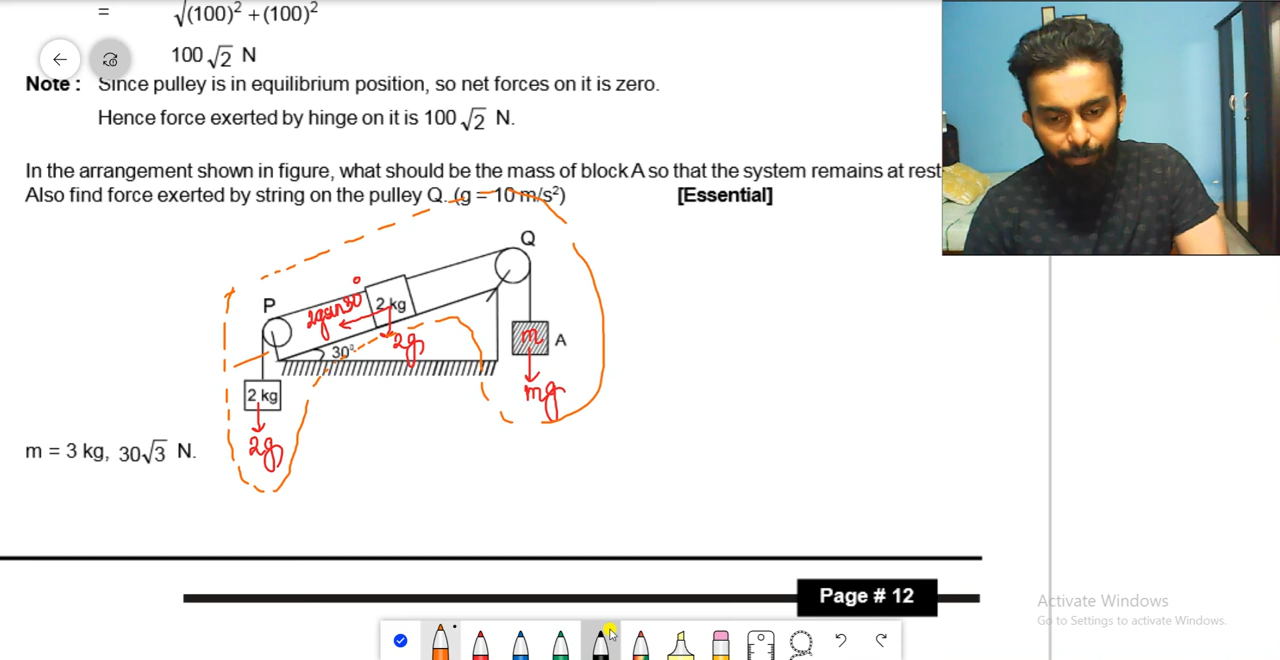 = √(100)² + (100)²
100 √2 N
Note : Since pulley is in equilibrium position, so net forces on it is zero.
Hence force exerted by hinge on it is 100 √2 N.
In the arrangement shown in figure, what should be the mass of block A so that the system remains at rest
Also find force exerted by string on the pulley Q. (g = 10 m/s²) [Essential]
Q
P
2gsin30°
2 kg
2g
30°
m A
mg
2 kg
2g
m = 3 kg, 30√3 N.
Page # 12
Activate Windows
Go to Settings to activate Windows.